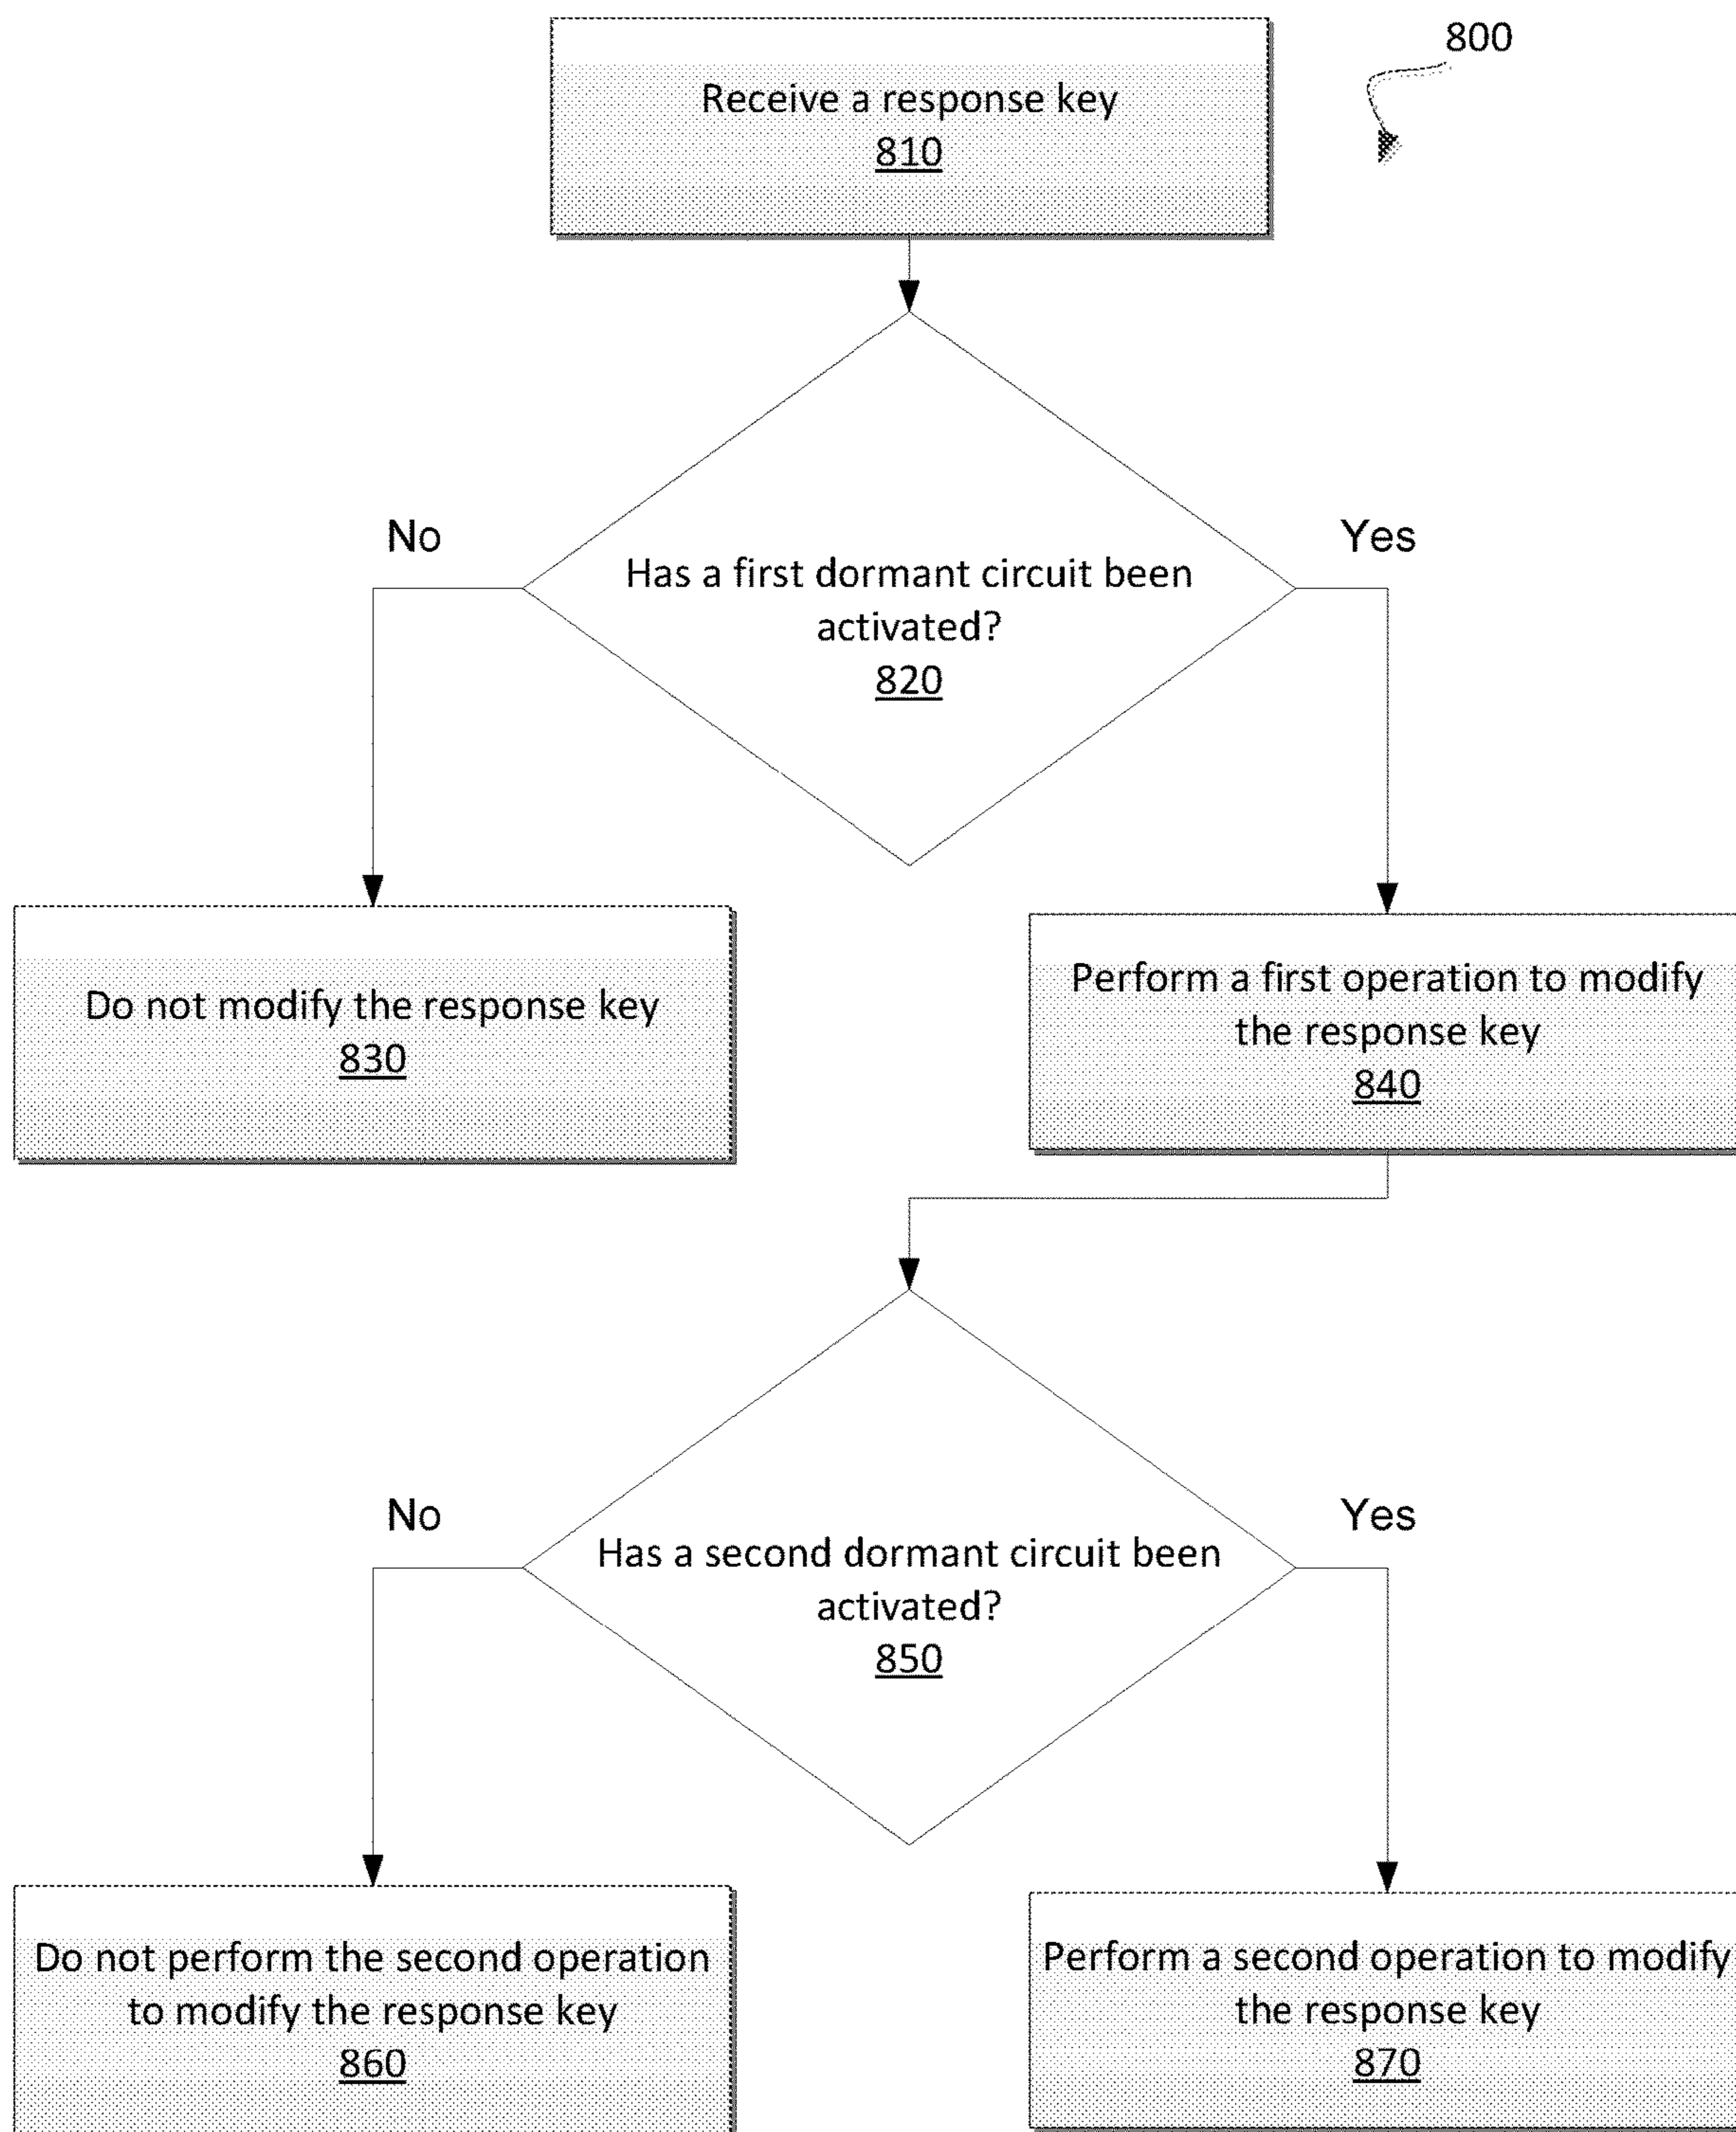 800
Receive a response key
810
No
Yes
Has a first dormant circuit been
activated?
820
Do not modify the response key
830
Perform a first operation to modify
the response key
840
No
Yes
Has a second dormant circuit been
activated?
850
Do not perform the second operation
to modify the response key
860
Perform a second operation to modify
the response key
870